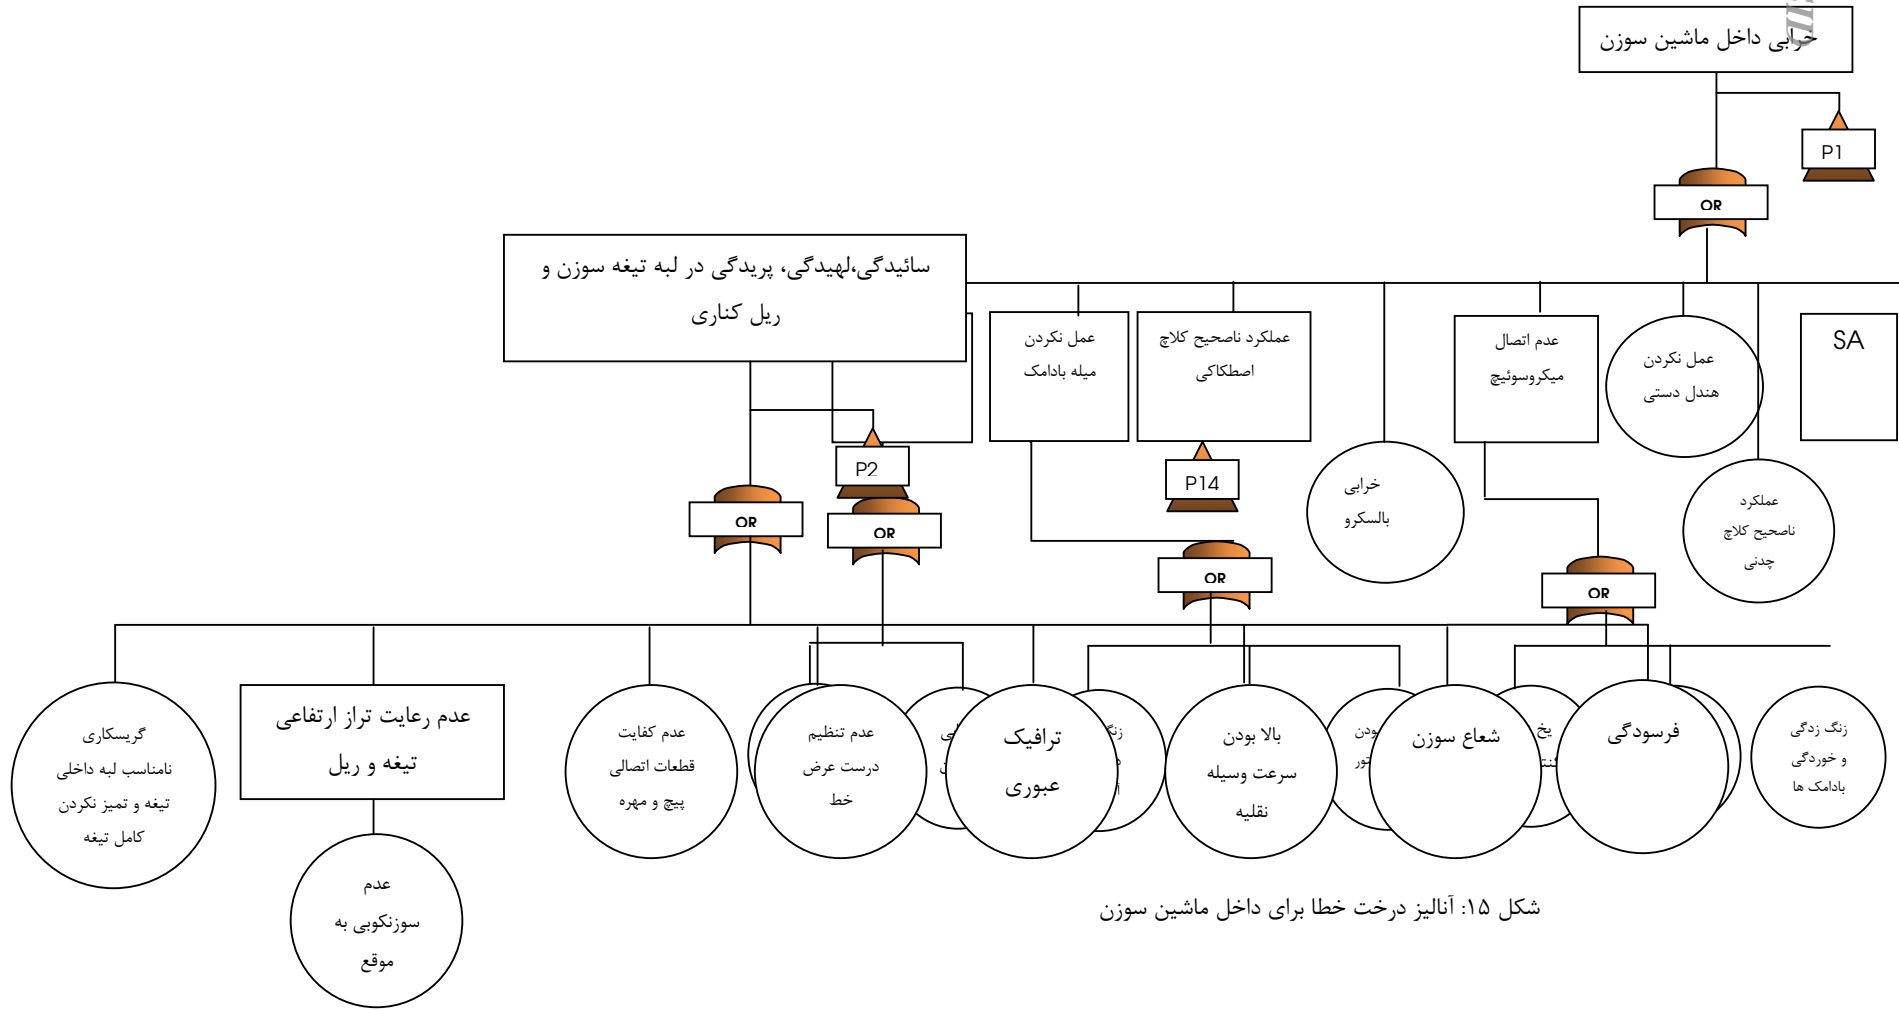 خرابی داخل ماشین سوزن
P1
OR
سائیدگی،لهیدگی، پریدگی در لبه تیغه سوزن و
ریل کناری
SA
عمل نکردن
هندل دستی
عدم اتصال
میکروسوئیچ
عملکرد ناصحیح کلاچ
اصطکاکی
عمل نکردن
میله بادامک
عملکرد
ناصحیح کلاچ
چدنی
خرابی
بالسکرو
P14
P2
OR
OR
OR
OR
زنگ زدگی
و خوردگی
بادامک ها
فرسودگی
یخ
شعاع سوزن
بالا بودن
سرعت وسیله
نقلیه
ترافیک
عبوری
عدم تنظیم
درست عرض
خط
عدم کفایت
قطعات اتصالی
پیچ و مهره
عدم رعایت تراز ارتفاعی
تیغه و ریل
گریسکاری
نامناسب لبه داخلی
تیغه و تمیز نکردن
کامل تیغه
عدم
سوزنکوبی به
موقع
شکل ۱۵: آنالیز درخت خطا برای داخل ماشین سوزن